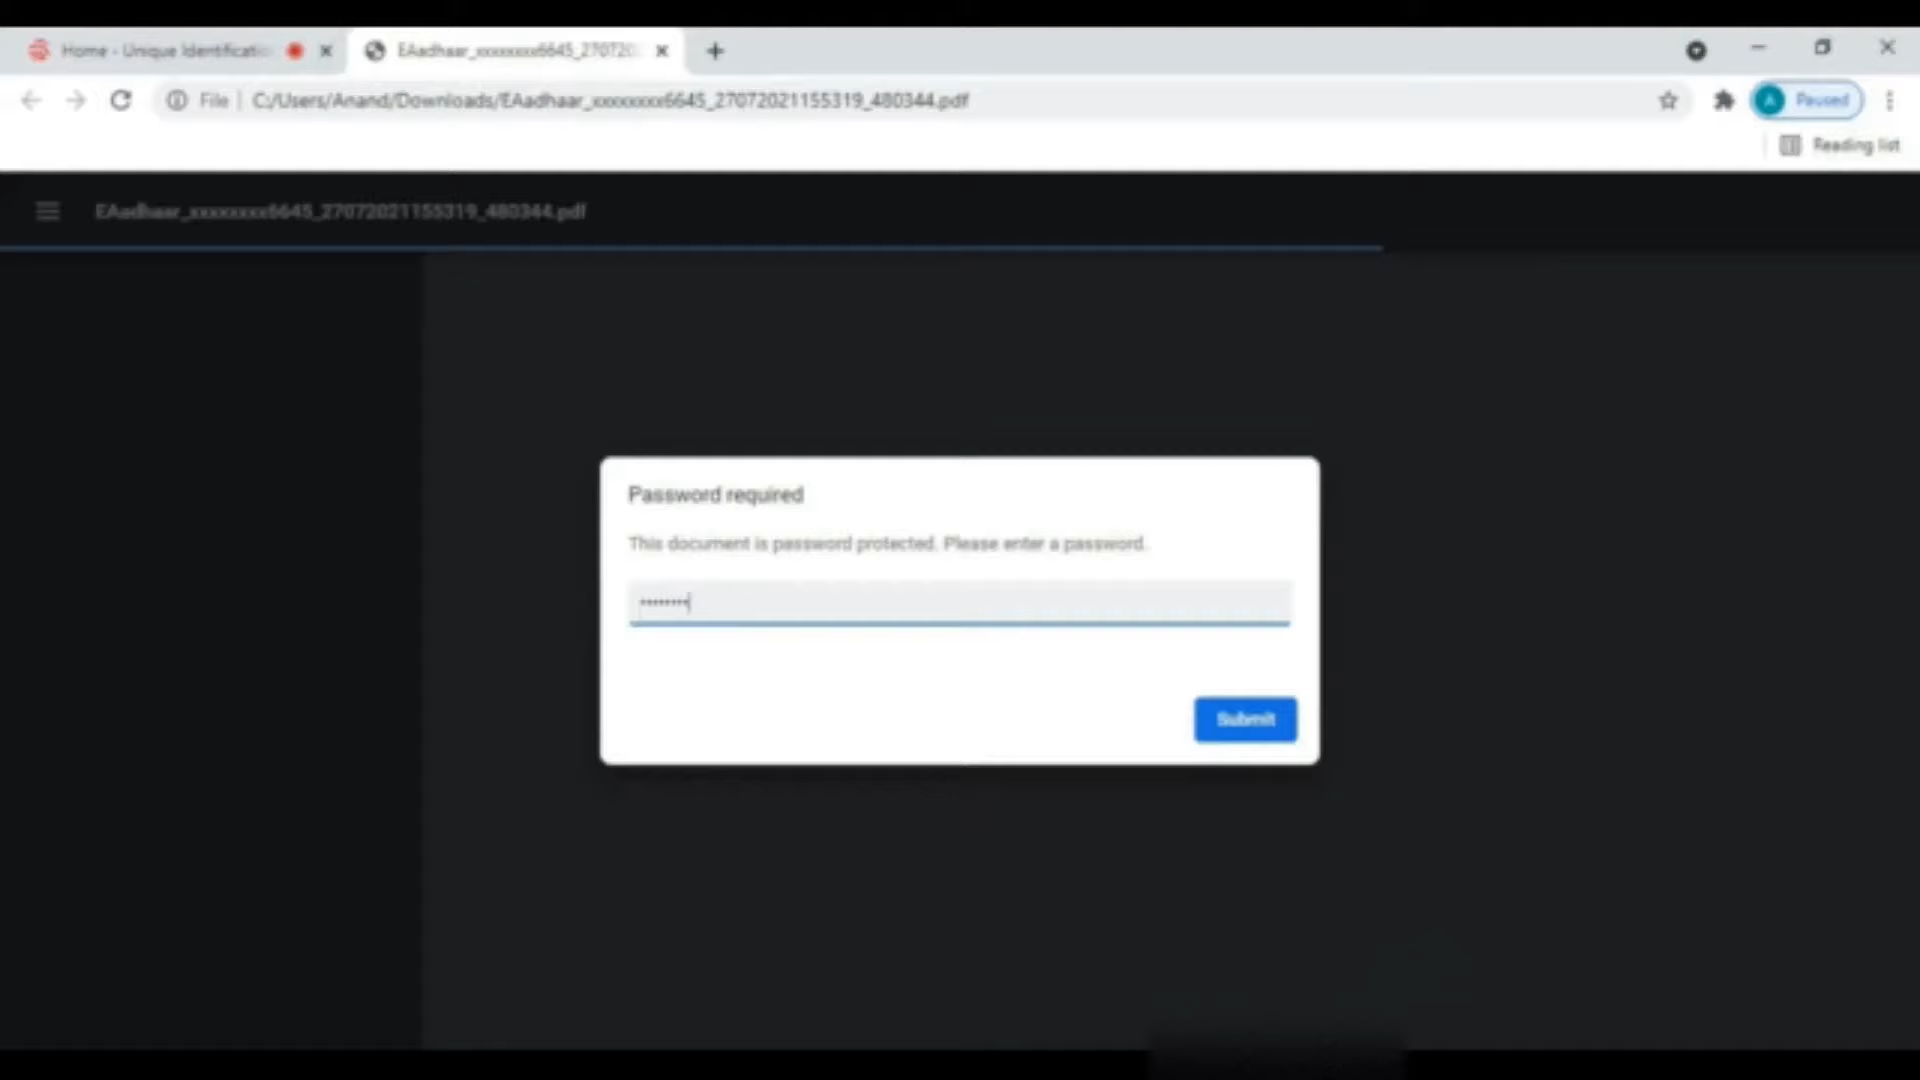 Home - Unique Identificatio
EAadhaar_xxxxxxxx6645_270720
File | C:/Users/Anand/Downloads/EAadhaar_xxxxxxxx6645_27072021155319_480344.pdf
A Paused
Reading list
EAadhaar_xxxxxxxx6645_27072021155319_480344.pdf
Password required
This document is password protected. Please enter a password.
••••••••
Submit